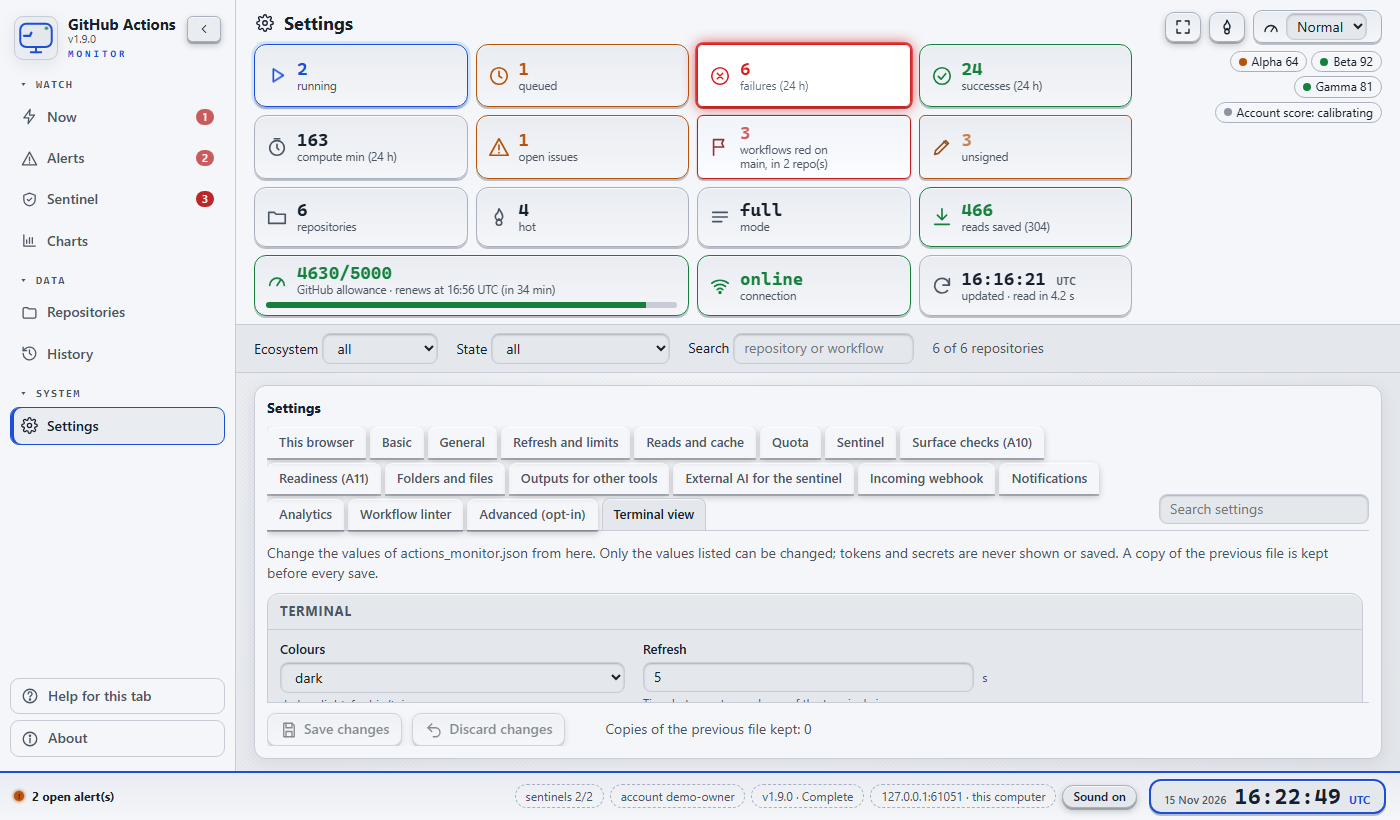 GitHub Actions
v1.9.0
MONITOR
WATCH
Now 1
Alerts 2
Sentinel 3
Charts
DATA
Repositories
History
SYSTEM
Settings
Help for this tab
About
Settings
Normal
Alpha 64
Beta 92
Gamma 81
Account score: calibrating
2
running
1
queued
6
failures (24 h)
24
successes (24 h)
163
compute min (24 h)
1
open issues
3
workflows red on
main, in 2 repo(s)
3
unsigned
6
repositories
4
hot
full
mode
466
reads saved (304)
4630/5000
GitHub allowance · renews at 16:56 UTC (in 34 min)
online
connection
16:16:21 UTC
updated · read in 4.2 s
Ecosystem all State all Search repository or workflow 6 of 6 repositories
Settings
This browser Basic General Refresh and limits Reads and cache Quota Sentinel Surface checks (A10)
Readiness (A11) Folders and files Outputs for other tools External AI for the sentinel Incoming webhook Notifications
Analytics Workflow linter Advanced (opt-in) Terminal view Search settings
Change the values of actions_monitor.json from here. Only the values listed can be changed; tokens and secrets are never shown or saved. A copy of the previous file is kept
before every save.
TERMINAL
Colours Refresh
dark 5 s
Save changes Discard changes Copies of the previous file kept: 0
2 open alert(s) sentinels 2/2 account demo-owner v1.9.0 · Complete 127.0.0.1:61051 · this computer Sound on 15 Nov 2026 16:22:49 UTC